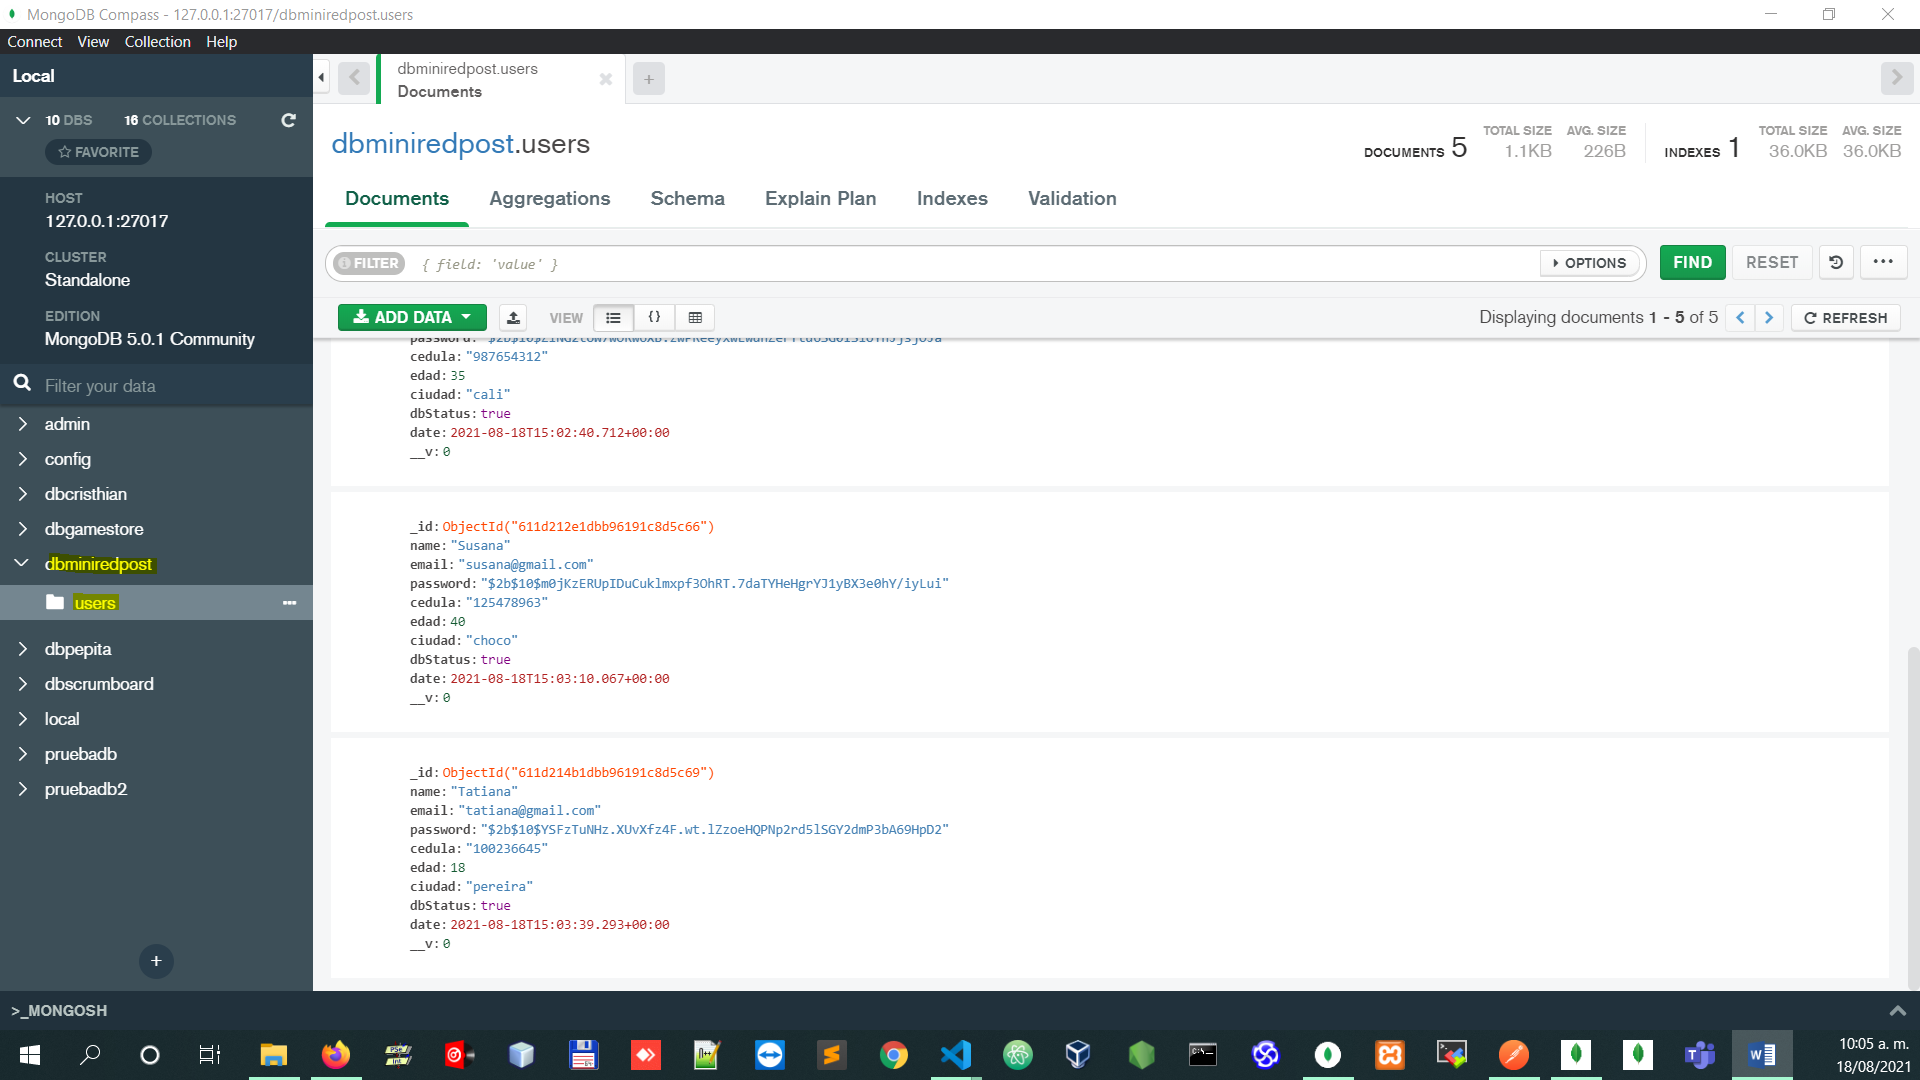 MongoDB Compass - 127.0.0.1:27017/dbminiredpost.users
Connect View Collection Help
Local
10 DBS 16 COLLECTIONS
FAVORITE
HOST
127.0.0.1:27017
CLUSTER
Standalone
EDITION
MongoDB 5.0.1 Community
Filter your data
admin
config
dbcristhian
dbgamestore
dbminiredpost
users
dbpepita
dbscrumboard
local
pruebadb
pruebadb2
dbminiredpost.users
Documents
dbminiredpost.users
DOCUMENTS 5 TOTAL SIZE 1.1KB AVG. SIZE 226B INDEXES 1 TOTAL SIZE 36.0KB AVG. SIZE 36.0KB
Documents Aggregations Schema Explain Plan Indexes Validation
FILTER { field: 'value' } OPTIONS FIND RESET
ADD DATA VIEW Displaying documents 1 - 5 of 5 REFRESH
cedula: "987654312"
edad: 35
ciudad: "cali"
dbStatus: true
date: 2021-08-18T15:02:40.712+00:00
__v: 0
_id: ObjectId("611d212e1dbb96191c8d5c66")
name: "Susana"
email: "susana@gmail.com"
password: "$2b$10$m0jKzERUpIDuCuklmxpf3OhRT.7daTYHeHgrYJ1yBX3e0hY/iyLui"
cedula: "125478963"
edad: 40
ciudad: "choco"
dbStatus: true
date: 2021-08-18T15:03:10.067+00:00
__v: 0
_id: ObjectId("611d214b1dbb96191c8d5c69")
name: "Tatiana"
email: "tatiana@gmail.com"
password: "$2b$10$YSFzTuNHz.XUvXfz4F.wt.lZzoeHQPNp2rd5lSGY2dmP3bA69HpD2"
cedula: "100236645"
edad: 18
ciudad: "pereira"
dbStatus: true
date: 2021-08-18T15:03:39.293+00:00
__v: 0
>_MONGOSH
10:05 a. m.
18/08/2021